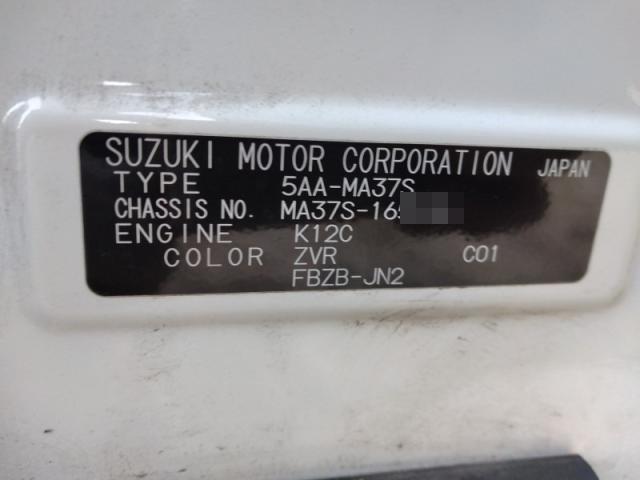 SUZUKI MOTOR CORPORATION JAPAN
TYPE 5AA-MA37S
CHASSIS NO. MA37S-16
ENGINE K12C
COLOR ZVR C01
FBZB-JN2